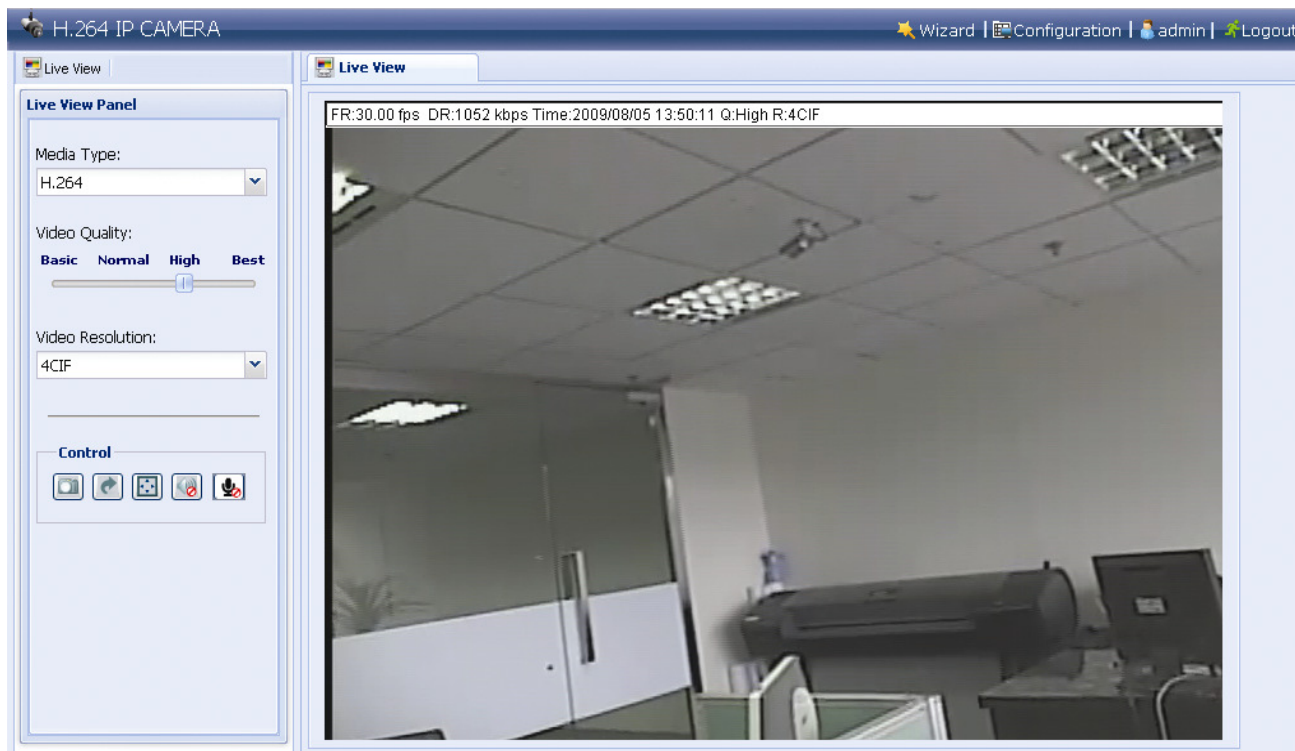 H.264 IP CAMERA
Wizard | Configuration | admin | Logout
Live View
Live View
Live View Panel
FR:30.00 fps DR:1052 kbps Time:2009/08/05 13:50:11 Q:High R:4CIF
Media Type:
H.264
Video Quality:
Basic Normal High Best
Video Resolution:
4CIF
Control